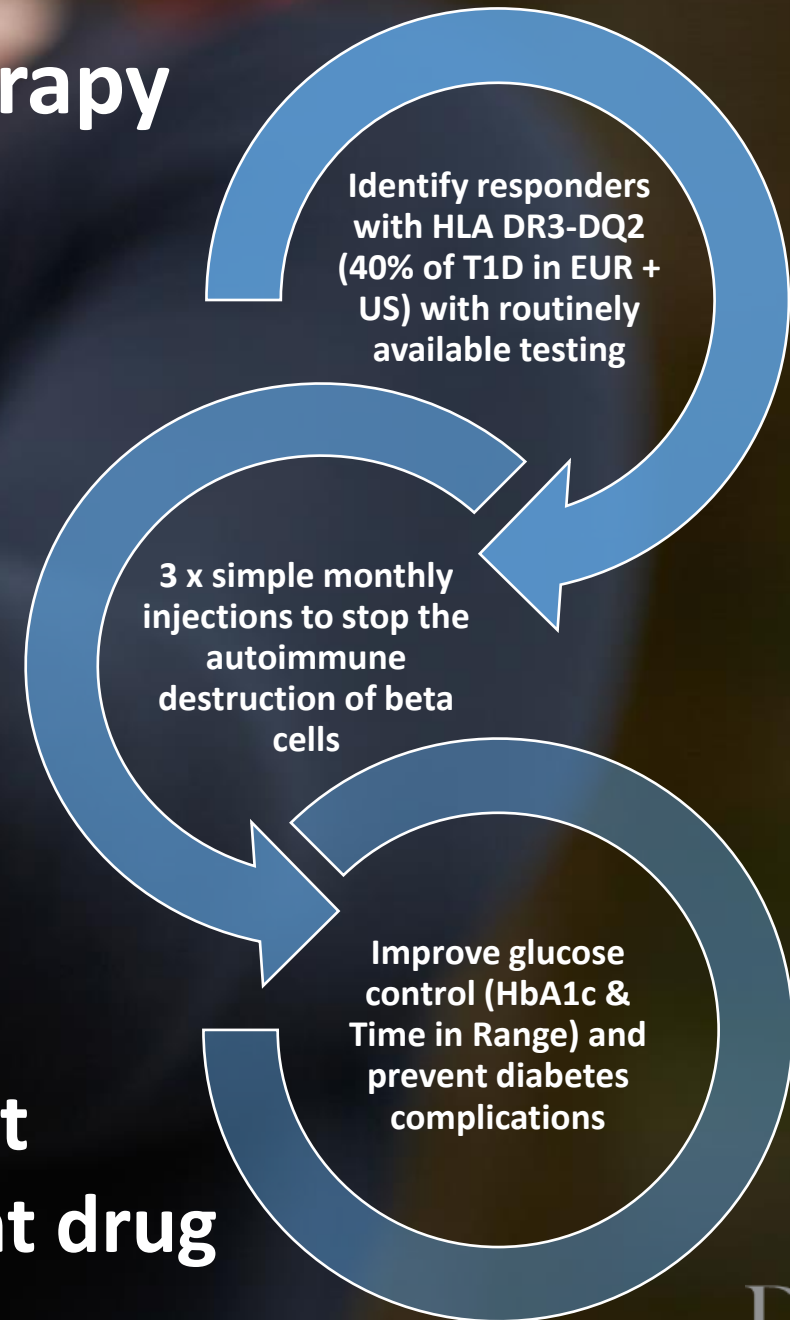 rapy
Identify responders
with HLA DR3-DQ2
(40% of T1D in EUR +
US) with routinely
available testing
3 x simple monthly
injections to stop the
autoimmune
destruction of beta
cells
Improve glucose
control (HbA1c &
Time in Range) and
prevent diabetes
complications
t
t drug